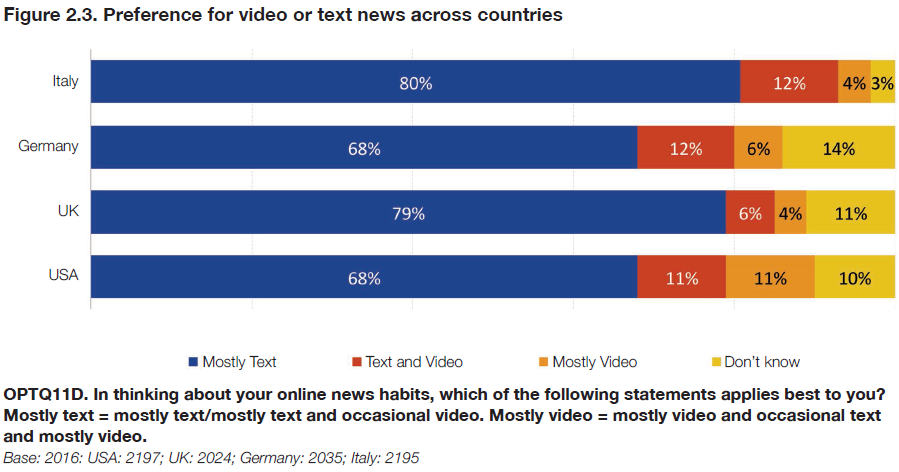 Figure 2.3. Preference for video or text news across countries
Italy 80% 12% 4% 3%
Germany 68% 12% 6% 14%
UK 79% 6% 4% 11%
USA 68% 11% 11% 10%
Mostly Text Text and Video Mostly Video Don't know
OPTQ11D. In thinking about your online news habits, which of the following statements applies best to you?
Mostly text = mostly text/mostly text and occasional video. Mostly video = mostly video and occasional text
and mostly video.
Base: 2016: USA: 2197; UK: 2024; Germany: 2035; Italy: 2195